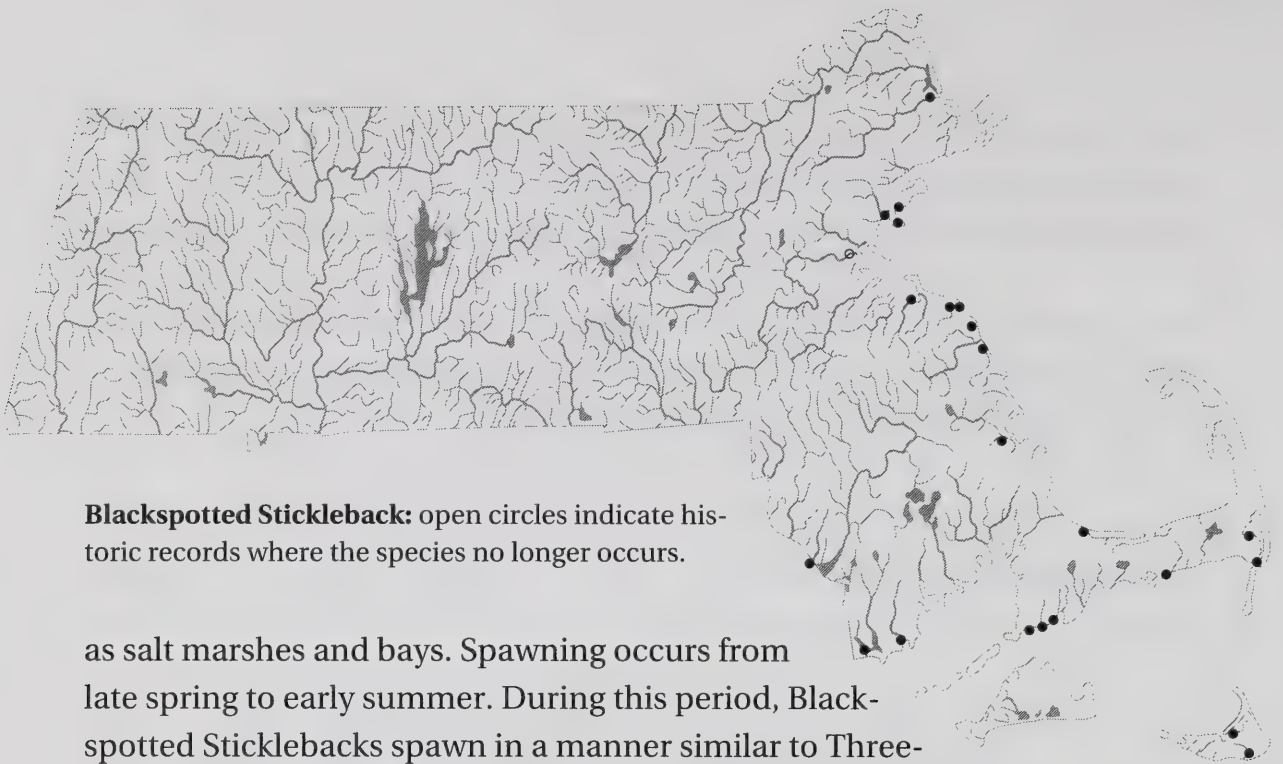 Blackspotted Stickleback: open circles indicate his-
toric records where the species no longer occurs.
as salt marshes and bays. Spawning occurs from
late spring to early summer. During this period, Black-
spotted Sticklebacks spawn in a manner similar to Three-